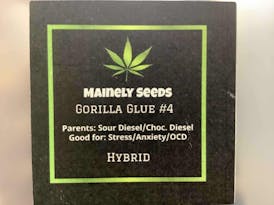 Mainely Seeds
Gorilla Glue #4
Parents: Sour Diesel/Choc. Diesel
Good for: Stress/Anxiety/OCD
Hybrid